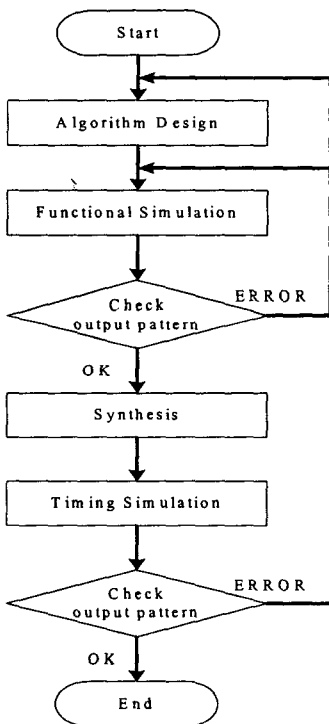 Start
Algorithm Design
Functional Simulation
Check
output pattern
ERROR
OK
Synthesis
Timing Simulation
Check
output pattern
ERROR
OK
End